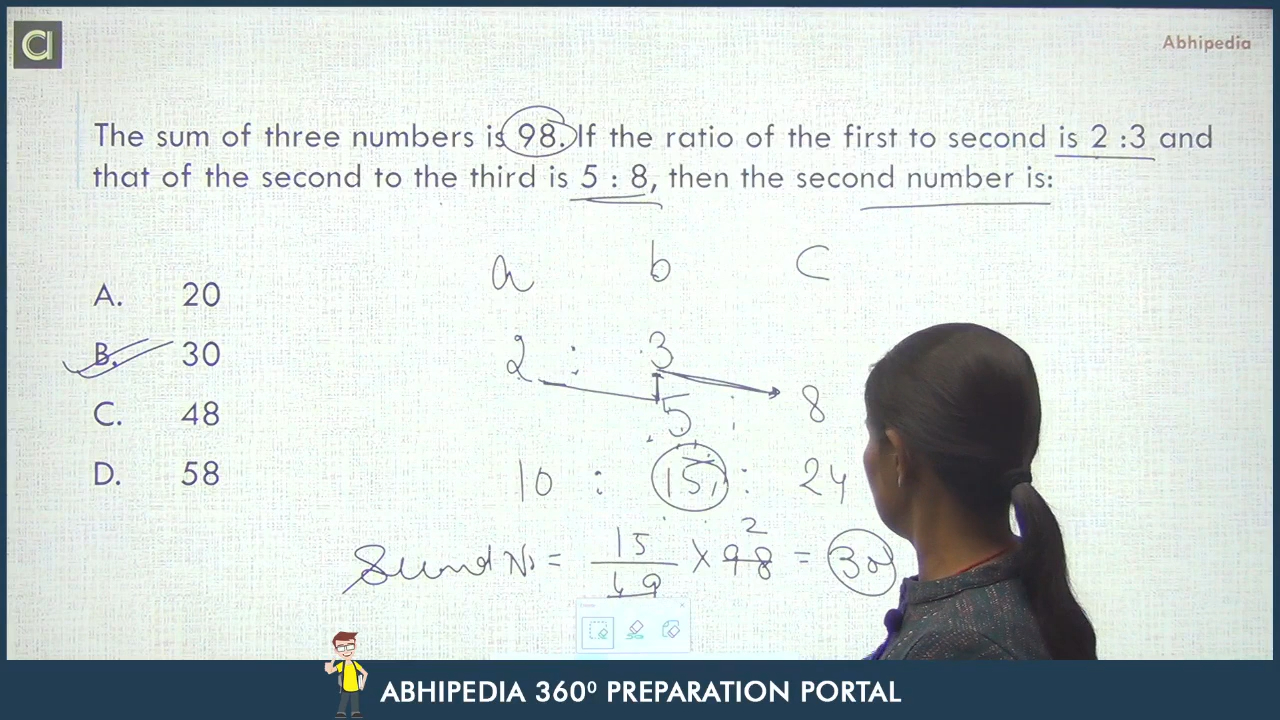 Abhipedia
The sum of three numbers is 98. If the ratio of the first to second is 2 :3 and
that of the second to the third is 5 : 8, then the second number is:
a b c
A. 20
B. 30
2 : 3
C. 48
5 : 8
D. 58
10 : 15 : 24
2
15
No = × 98 = 30
49
ABHIPEDIA 360⁰ PREPARATION PORTAL